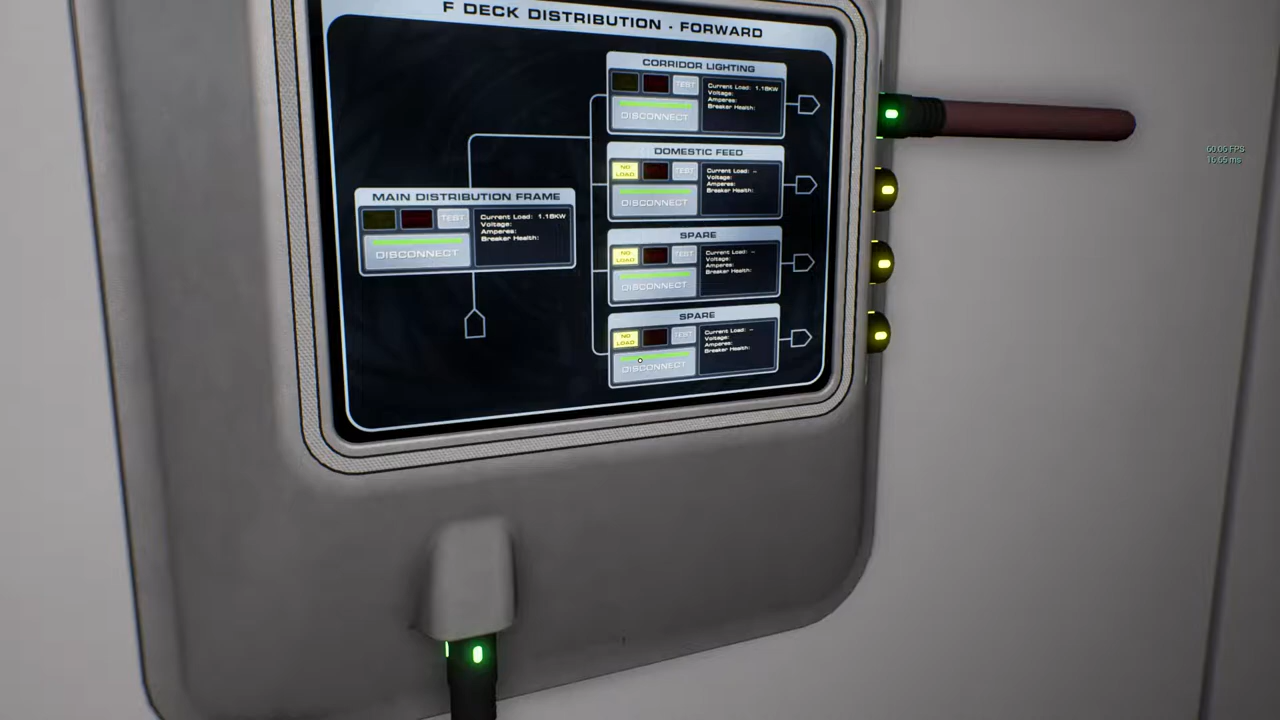 F DECK DISTRIBUTION - FORWARD
CORRIDOR LIGHTING
TEST
DISCONNECT
Current Load: 1.18KW
Voltage:
Amperes:
Breaker Health:
DOMESTIC FEED
NO LOAD
TEST
DISCONNECT
Current Load: --
Voltage:
Amperes:
Breaker Health:
MAIN DISTRIBUTION FRAME
TEST
DISCONNECT
Current Load: 1.18KW
Voltage:
Amperes:
Breaker Health:
SPARE
NO LOAD
TEST
DISCONNECT
Current Load: --
Voltage:
Amperes:
Breaker Health:
SPARE
NO LOAD
TEST
DISCONNECT
Current Load: --
Voltage:
Amperes:
Breaker Health:
60.05 FPS
16.65 ms